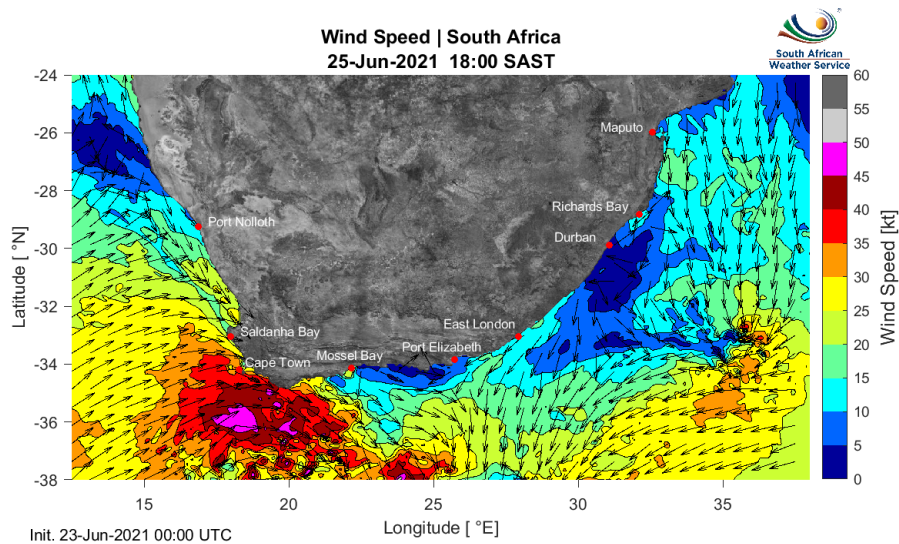 Wind Speed | South Africa
25-Jun-2021 18:00 SAST
South African
Weather Service
-24
-26
-28
-30
-32
-34
-36
-38
Latitude [ °N]
Maputo
Richards Bay
Port Nolloth
Durban
East London
Saldanha Bay
Port Elizabeth
Mossel Bay
Cape Town
60
55
50
45
40
35
30
25
20
15
10
5
0
Wind Speed [kt]
15
20
25
30
35
Longitude [ °E]
Init. 23-Jun-2021 00:00 UTC